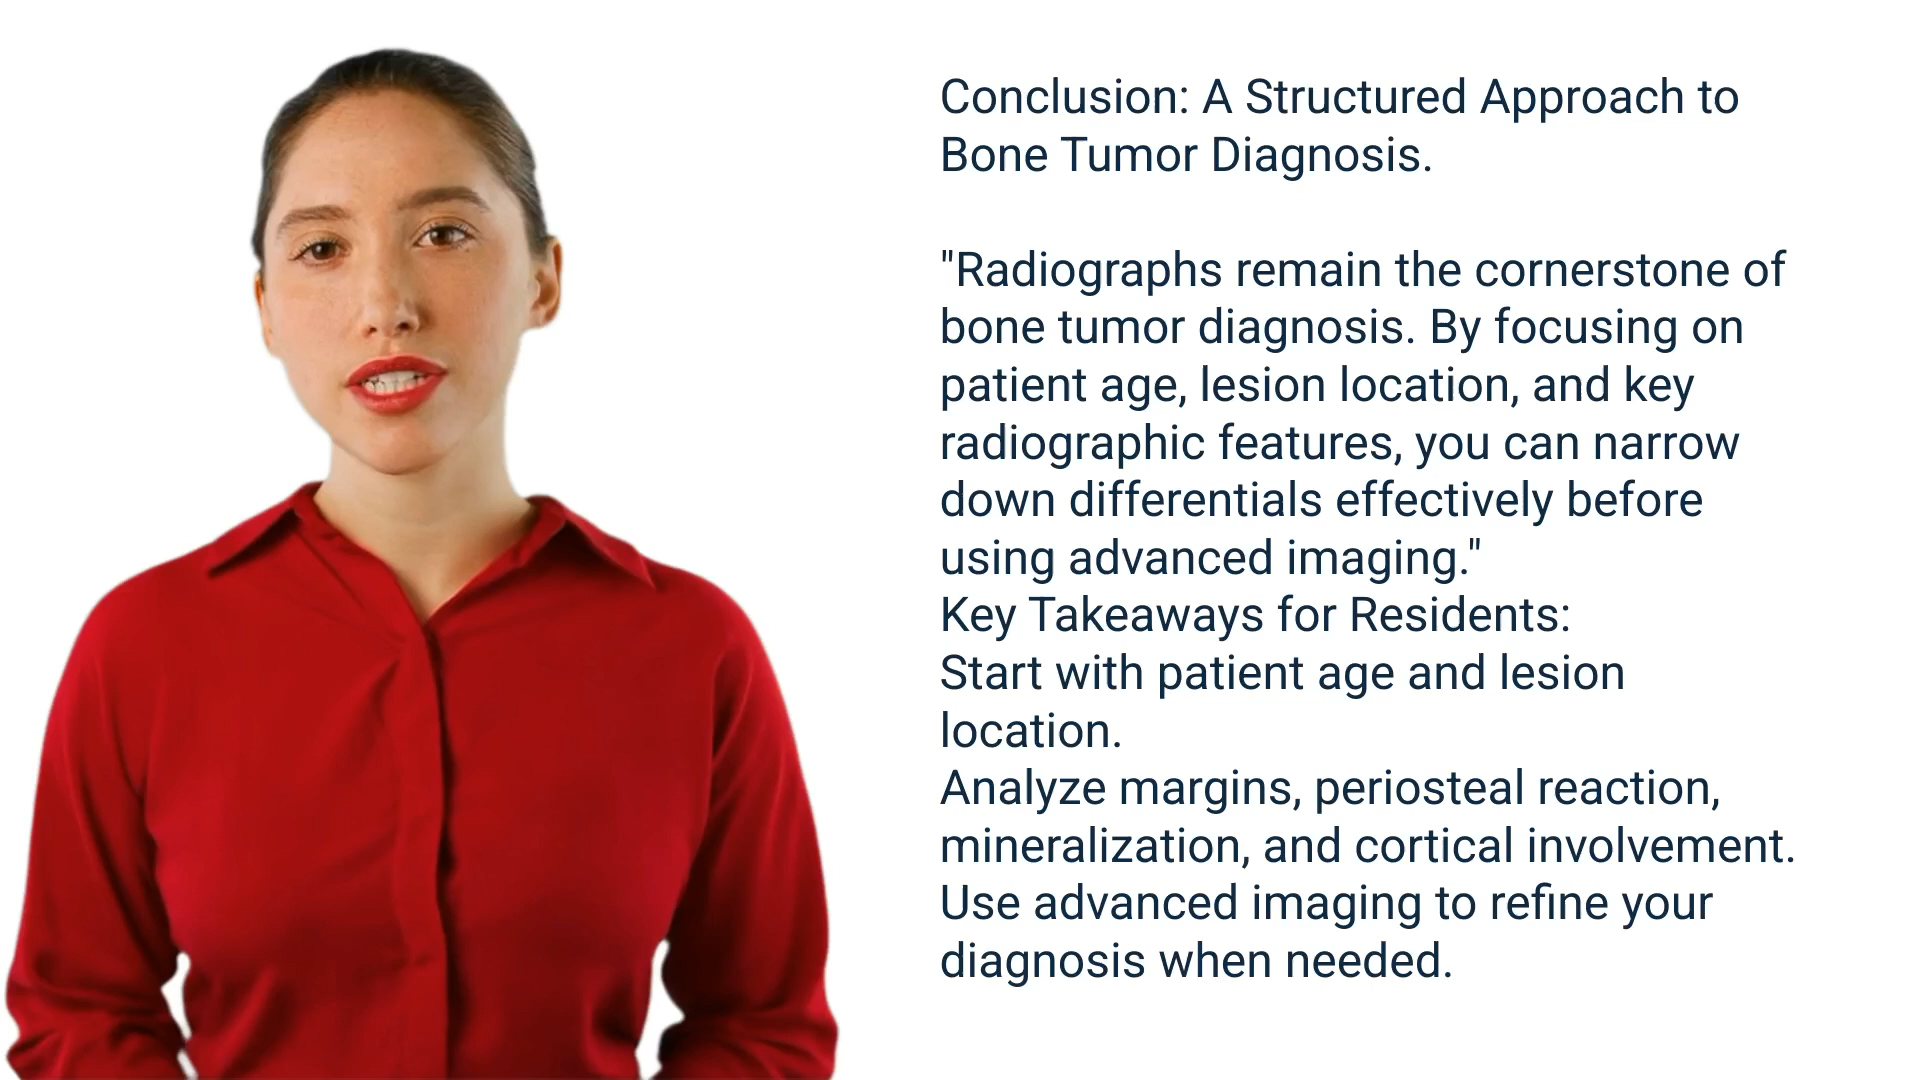 Conclusion: A Structured Approach to
Bone Tumor Diagnosis.
"Radiographs remain the cornerstone of
bone tumor diagnosis. By focusing on
patient age, lesion location, and key
radiographic features, you can narrow
down differentials effectively before
using advanced imaging."
Key Takeaways for Residents:
Start with patient age and lesion
location.
Analyze margins, periosteal reaction,
mineralization, and cortical involvement.
Use advanced imaging to refine your
diagnosis when needed.